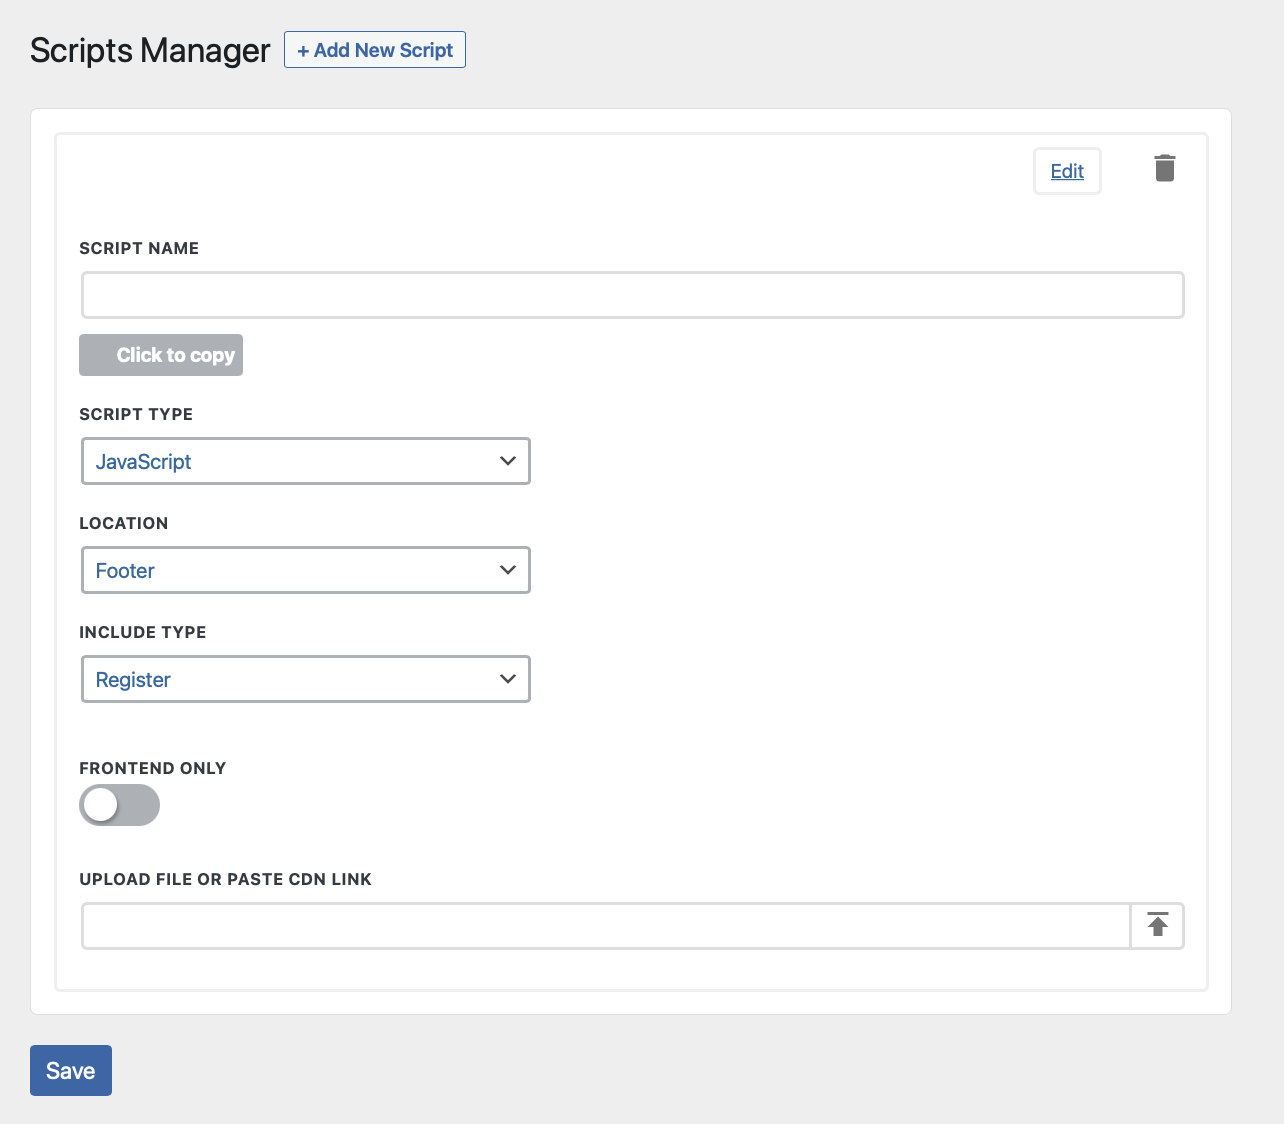 Scripts Manager + Add New Script
Edit
SCRIPT NAME
Click to copy
SCRIPT TYPE
JavaScript
LOCATION
Footer
INCLUDE TYPE
Register
FRONTEND ONLY
UPLOAD FILE OR PASTE CDN LINK
Save